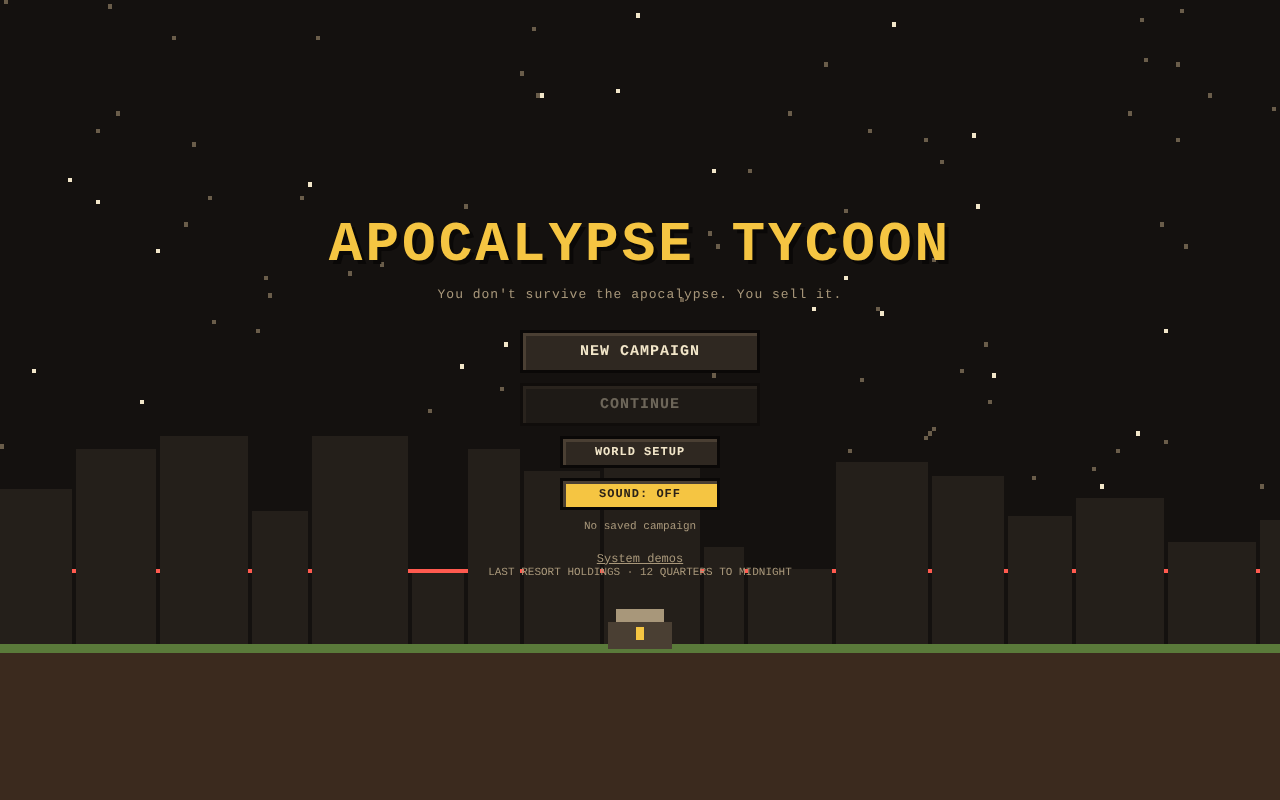 APOCALYPSE TYCOON
You don't survive the apocalypse. You sell it.
NEW CAMPAIGN
CONTINUE
WORLD SETUP
SOUND: OFF
No saved campaign
System demos
LAST RESORT HOLDINGS · 12 QUARTERS TO MIDNIGHT